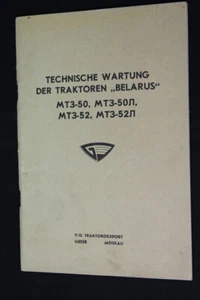 TECHNISCHE WARTUNG
DER TRAKTOREN „BELARUS“
МТЗ-50, МТЗ-50Л,
МТЗ-52, МТЗ-52Л
V/O TRAKTOROEXPORT
UdSSR MOSKAU